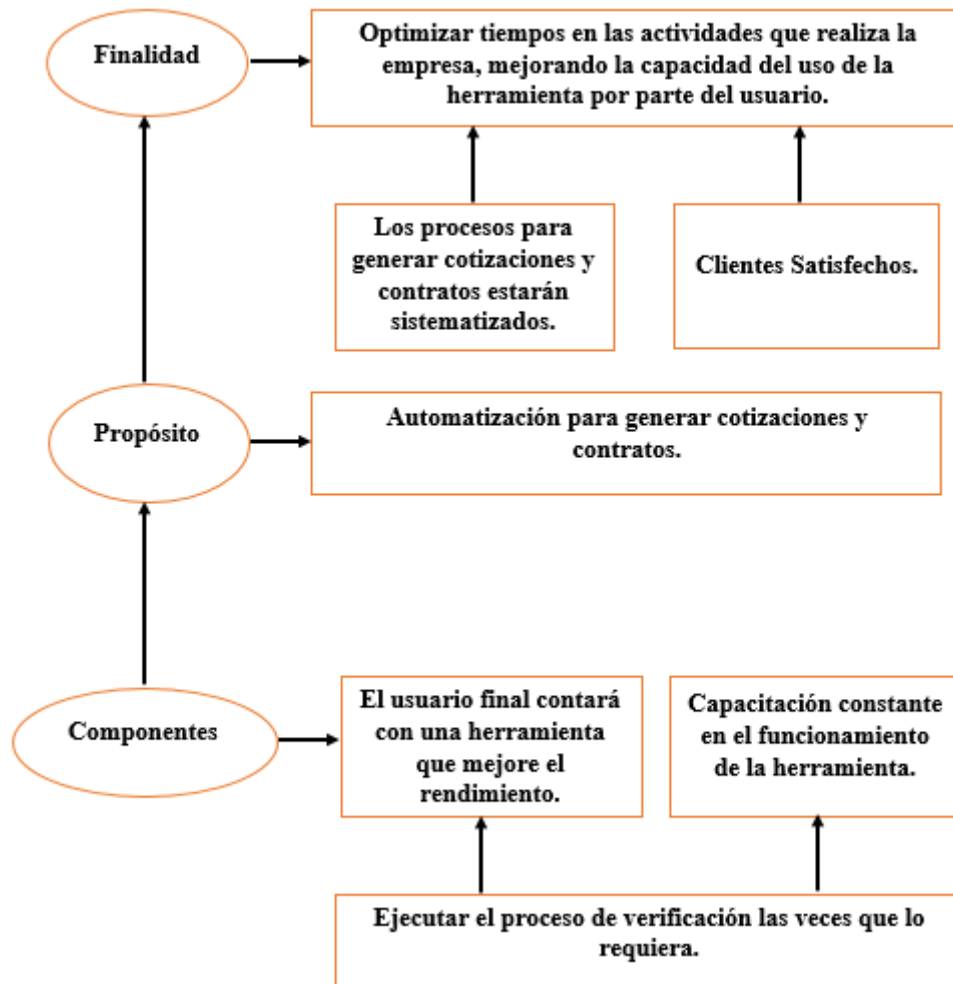 Finalidad
Optimizar tiempos en las actividades que realiza la
empresa, mejorando la capacidad del uso de la
herramienta por parte del usuario.
Los procesos para
generar cotizaciones y
contratos estarán
sistematizados.
Clientes Satisfechos.
Propósito
Automatización para generar cotizaciones y
contratos.
Componentes
El usuario final contará
con una herramienta
que mejore el
rendimiento.
Capacitación constante
en el funcionamiento
de la herramienta.
Ejecutar el proceso de verificación las veces que lo
requiera.